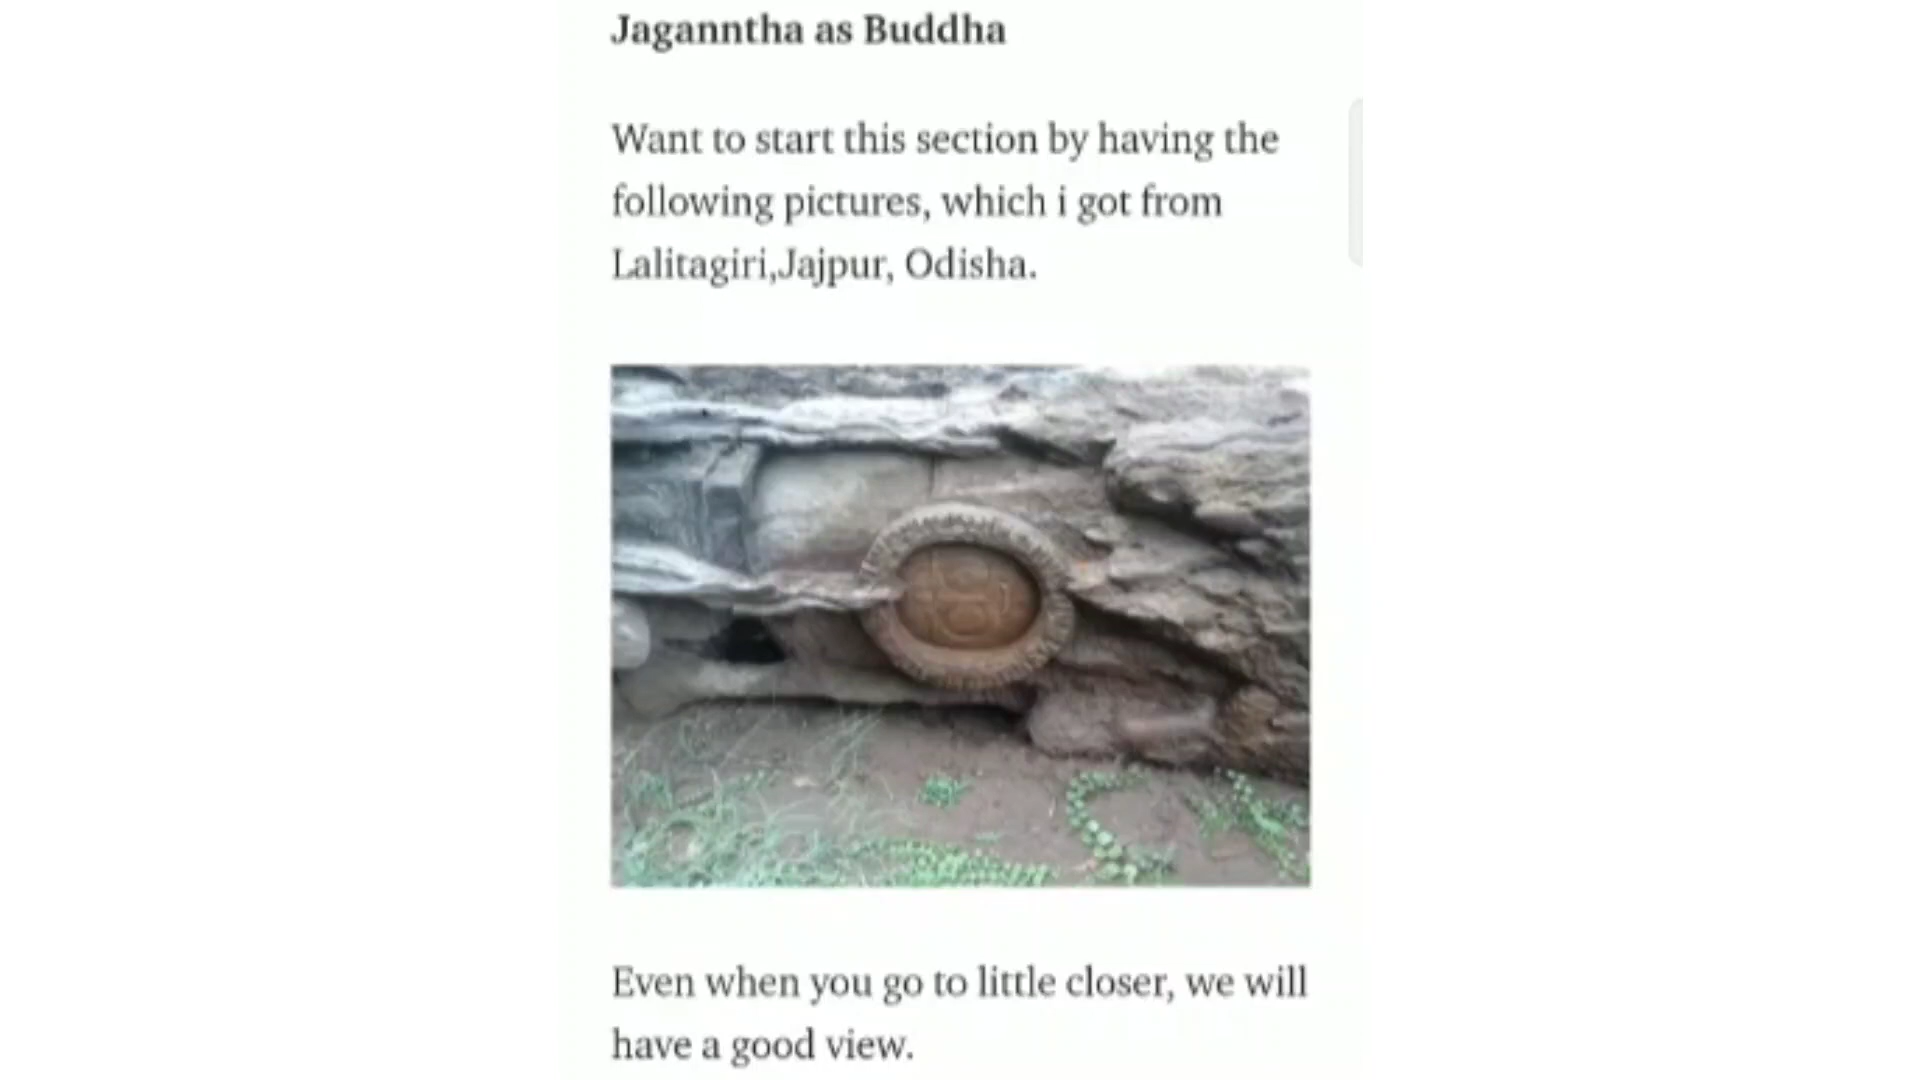 Jaganntha as Buddha
Want to start this section by having the
following pictures, which i got from
Lalitagiri,Jajpur, Odisha.
Even when you go to little closer, we will
have a good view.